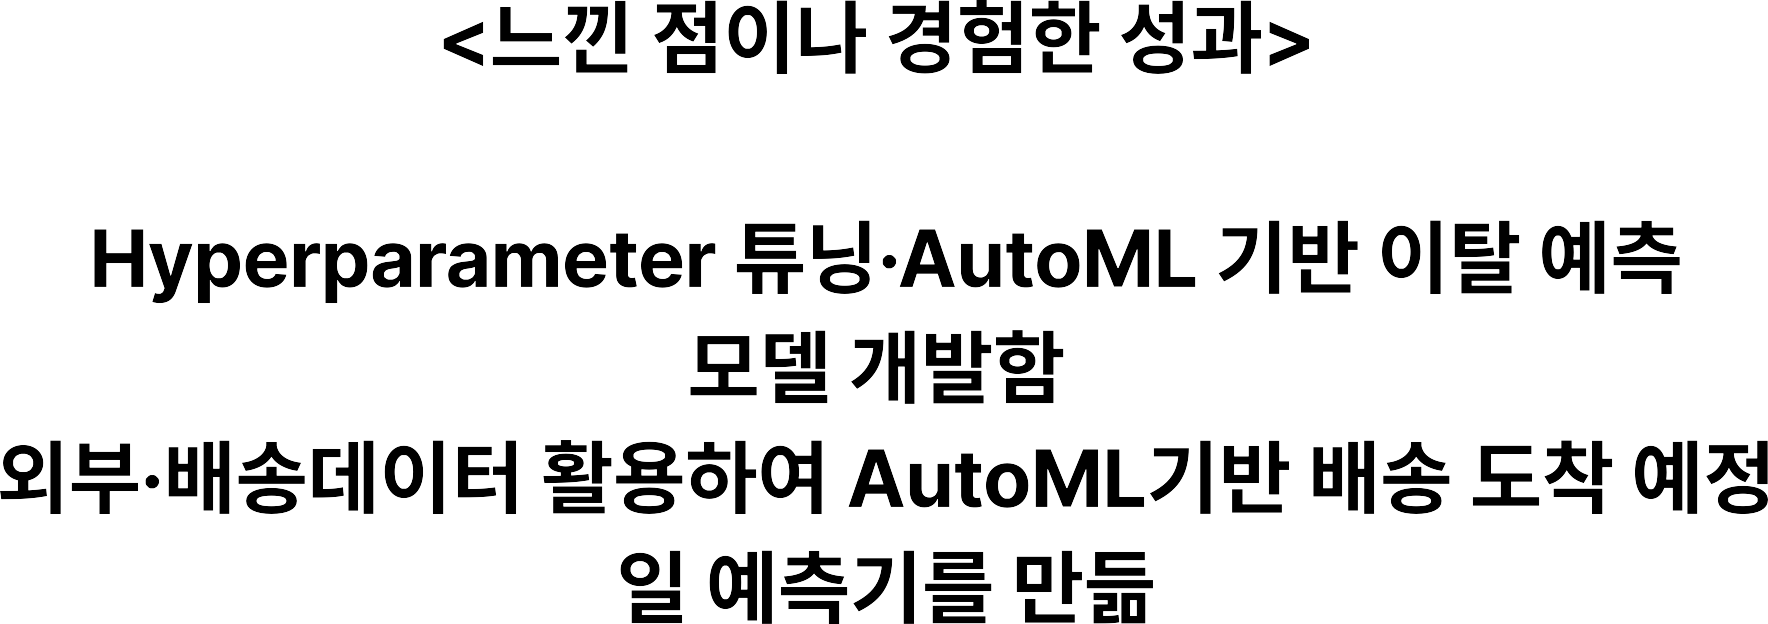 <느낀 점이나 경험한 성과>
Hyperparameter 튜닝·AutoML 기반 이탈 예측
모델 개발함
외부·배송데이터 활용하여 AutoML기반 배송 도착 예정
일 예측기를 만듦